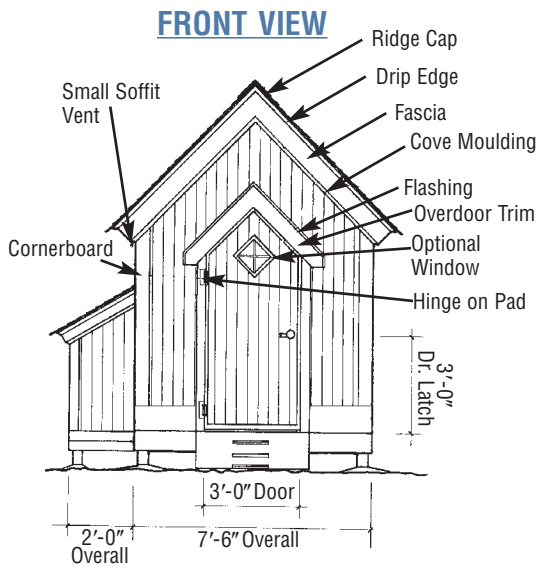 FRONT VIEW
Ridge Cap
Drip Edge
Small Soffit
Vent
Fascia
Cove Moulding
Flashing
Overdoor Trim
Cornerboard
Optional
Window
Hinge on Pad
3'-0"
Dr. Latch
3'-0" Door
2'-0"
Overall
7'-6" Overall